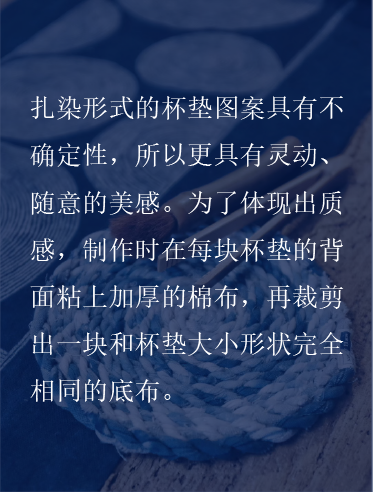 扎染形式的杯垫图案具有不
确定性，所以更具有灵动、
随意的美感。为了体现出质
感，制作时在每块杯垫的背
面粘上加厚的棉布，再裁剪
出一块和杯垫大小形状完全
相同的底布。